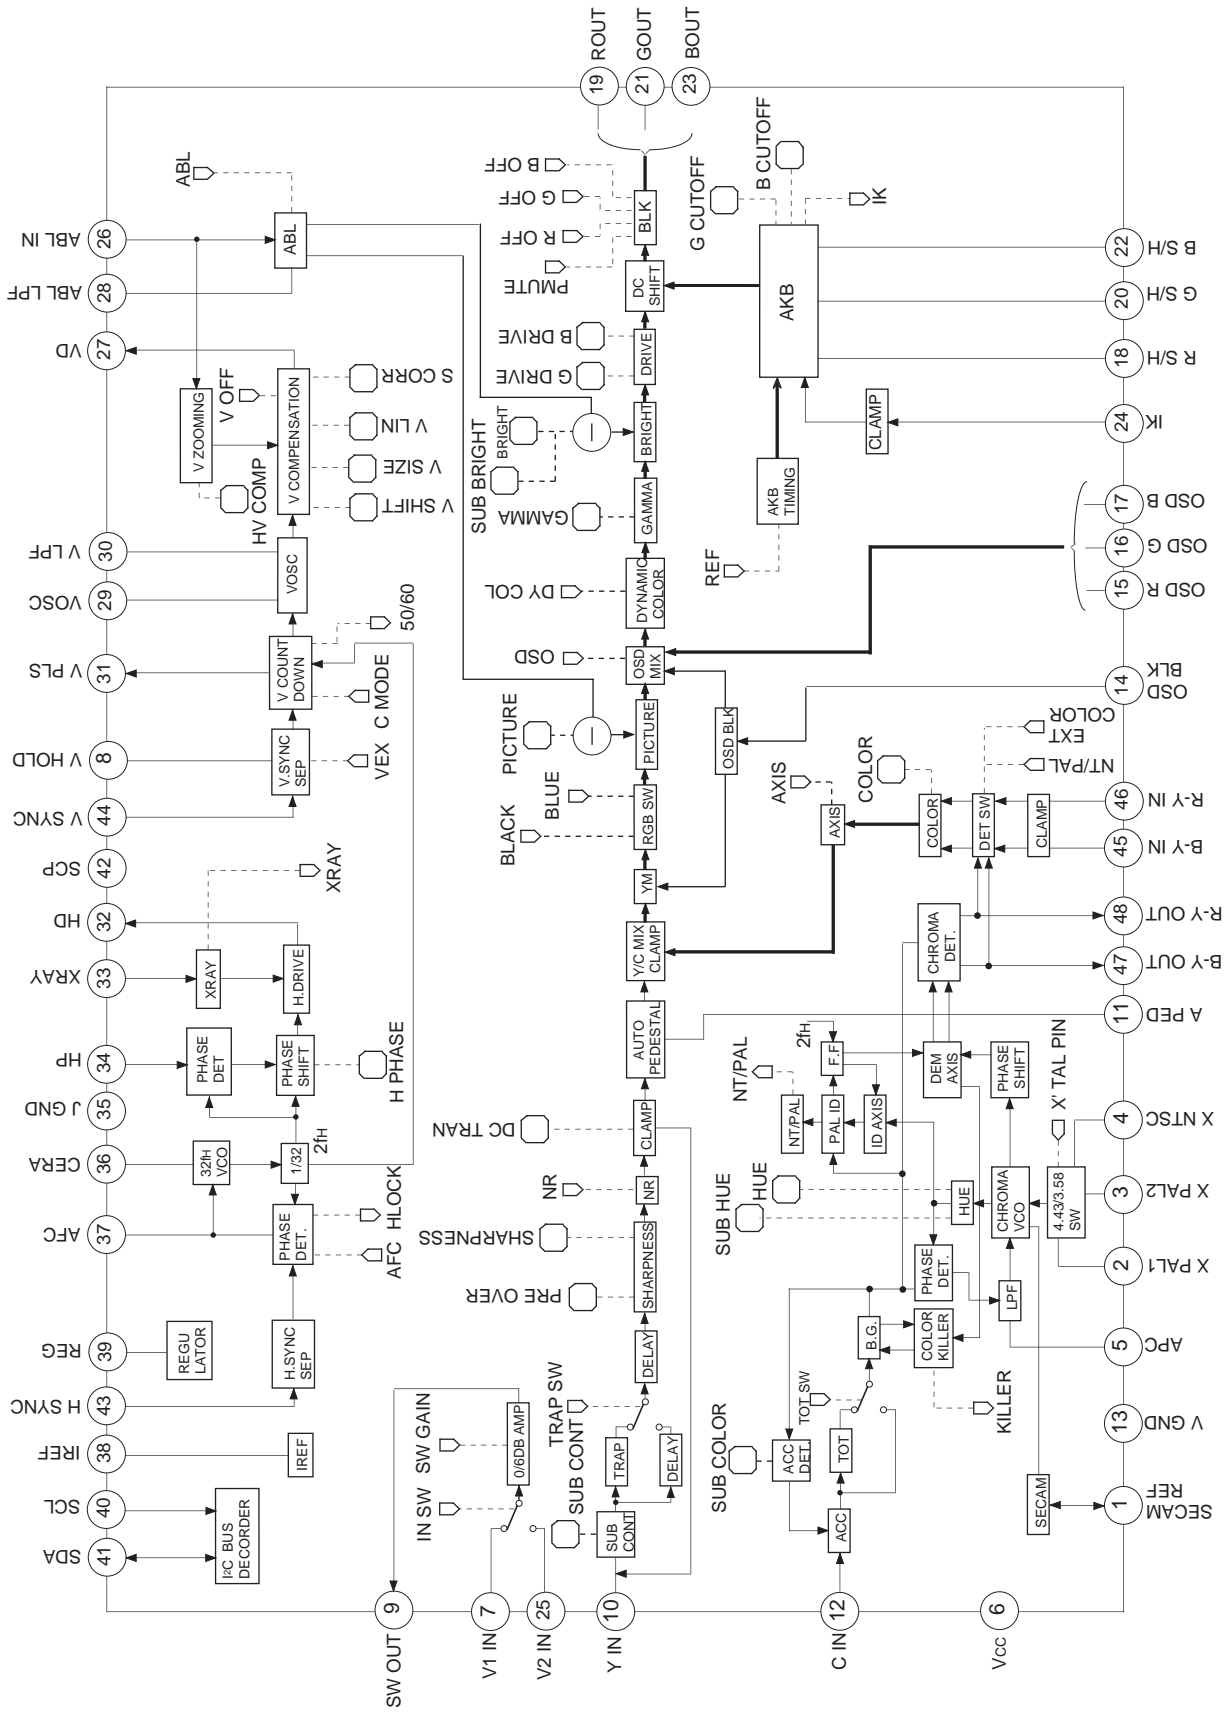 SDA
41
SCL
40
IREF
38
H SYNC
43
REG
39
AFC
37
CERA
36
J GND
35
HP
34
XRAY
33
HD
32
SCP
42
V SYNC
44
V HOLD
8
V PLS
31
VOSC
29
V LPF
30
VD
27
ABL LPF
28
ABL IN
26
I2C BUS
DECORDER
IREF
H.SYNC
SEP
REGU
LATOR
PHASE
DET.
AFC
HLOCK
32fH
VCO
1/32
2fH
PHASE
DET
PHASE
SHIFT
H PHASE
XRAY
H.DRIVE
XRAY
V.SYNC
SEP
VEX
V COUNT
DOWN
C MODE
50/60
VOSC
V ZOOMING
HV COMP
V COMPENSATION
V OFF
V SHIFT
V SIZE
V LIN
S CORR
ABL
ABL
SW OUT
9
V1 IN
7
V2 IN
25
Y IN
10
IN SW
SW GAIN
0/6DB AMP
SUB CONT
SUB
CONT
TRAP
DELAY
TRAP SW
DELAY
PRE OVER
SHARPNESS
SHARPNESS
NR
NR
DC TRAN
CLAMP
AUTO
PEDESTAL
Y/C MIX
CLAMP
YM
BLACK
BLUE
RGB SW
PICTURE
PICTURE
OSD
OSD
MIX
OSD BLK
DY COL
DYNAMIC
COLOR
GAMMA
GAMMA
SUB BRIGHT
BRIGHT
BRIGHT
G DRIVE
B DRIVE
DRIVE
DC
SHIFT
PMUTE
R OFF
G OFF
B OFF
BLK
19
ROUT
21
GOUT
23
BOUT
REF
AKB
TIMING
AKB
G CUTOFF
B CUTOFF
IK
CLAMP
C IN
12
ACC
SUB COLOR
ACC
DET.
TOT
TOT SW
B.G.
COLOR
KILLER
KILLER
PHASE
DET.
SUB HUE
HUE
HUE
LPF
CHROMA
VCO
4.43/3.58
SW
X' TAL PIN
PHASE
SHIFT
DEM
AXIS
ID AXIS
PAL ID
NT/PAL
NT/PAL
F.F
2fH
CHROMA
DET.
AXIS
AXIS
COLOR
COLOR
DET SW
CLAMP
NT/PAL
EXT
COLOR
SECAM
Vcc
6
1
SECAM
REF
13
V GND
5
APC
2
X PAL1
3
X PAL2
4
X NTSC
11
A PED
47
B-Y OUT
48
R-Y OUT
45
B-Y IN
46
R-Y IN
14
OSD
BLK
15
OSD R
16
OSD G
17
OSD B
24
IK
18
R S/H
20
G S/H
22
B S/H